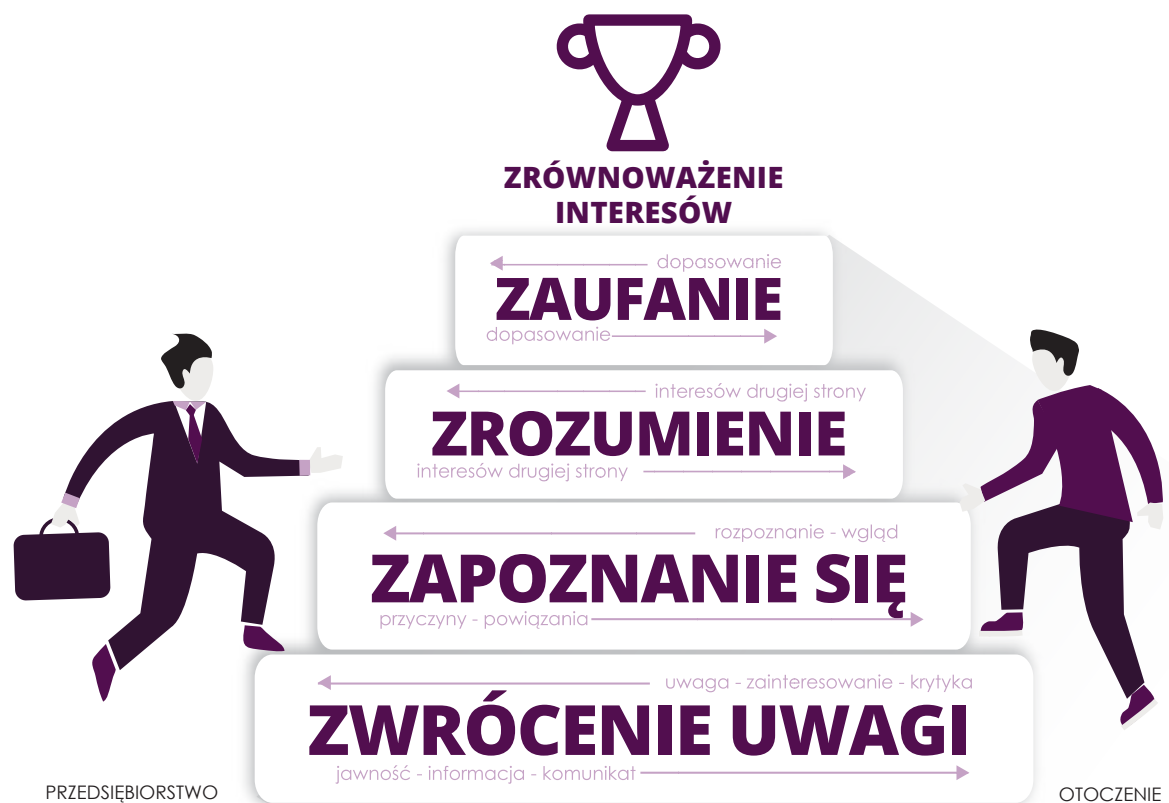 ZRÓWNOWAŻENIE
INTERESÓW
dopasowanie
ZAUFANIE
dopasowanie
interesów drugiej strony
ZROZUMIENIE
interesów drugiej strony
rozpoznanie - wgląd
ZAPOZNANIE SIĘ
przyczyny - powiązania
uwaga - zainteresowanie - krytyka
ZWRÓCENIE UWAGI
jawność - informacja - komunikat
PRZEDSIĘBIORSTWO
OTOCZENIE